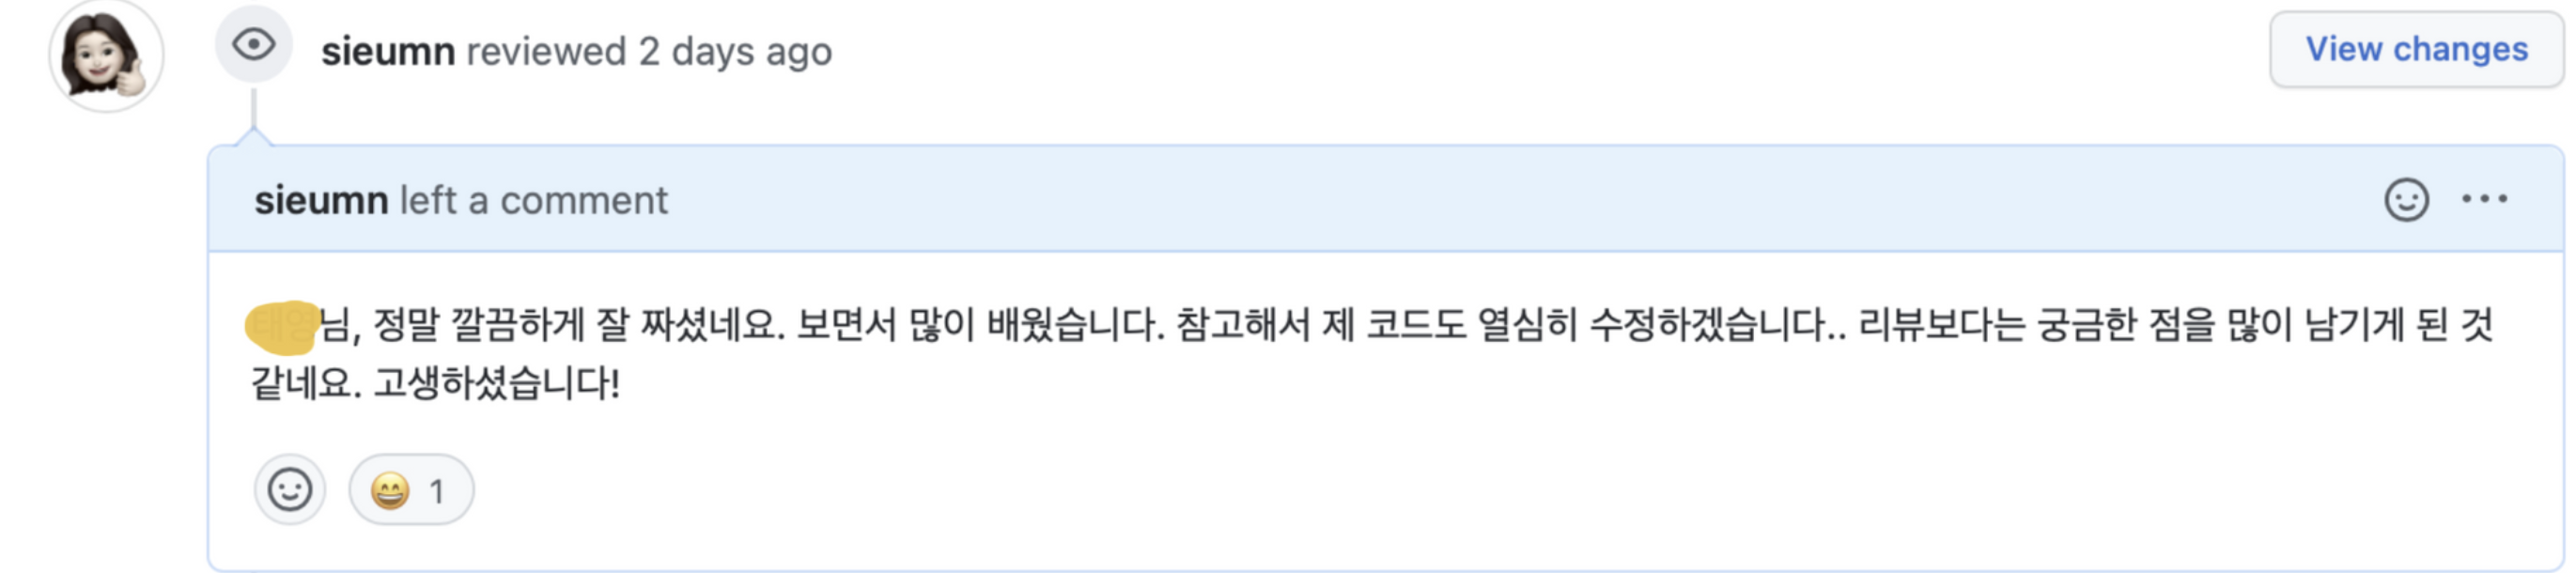 sieumn reviewed 2 days ago
View changes
sieumn left a comment
님, 정말 깔끔하게 잘 짜셨네요. 보면서 많이 배웠습니다. 참고해서 제 코드도 열심히 수정하겠습니다.. 리뷰보다는 궁금한 점을 많이 남기게 된 것
같네요. 고생하셨습니다!
1